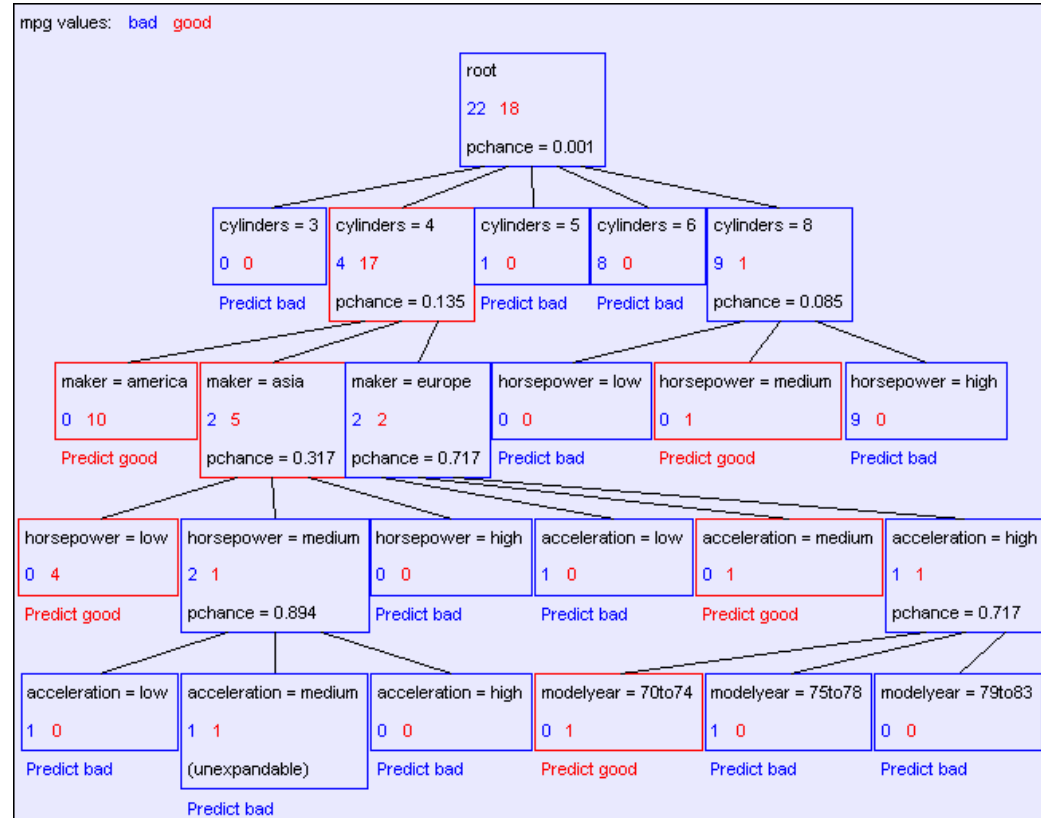 mpg values: bad good
root
22 18
pchance = 0.001
cylinders = 3 cylinders = 4 cylinders = 5 cylinders = 6 cylinders = 8
0 0 4 17 1 0 8 0 9 1
Predict bad pchance = 0.135 Predict bad Predict bad pchance = 0.085
maker = america maker = asia maker = europe horsepower = low horsepower = medium horsepower = high
0 10 2 5 2 2 0 0 0 1 9 0
Predict good pchance = 0.317 pchance = 0.717 Predict bad Predict good Predict bad
horsepower = low horsepower = medium horsepower = high acceleration = low acceleration = medium acceleration = high
0 4 2 1 0 0 1 0 0 1 1 1
Predict good pchance = 0.894 Predict bad Predict bad Predict good pchance = 0.717
acceleration = low acceleration = medium acceleration = high modelyear = 70to74 modelyear = 75to78 modelyear = 79to83
1 0 1 1 0 0 0 1 1 0 0 0
Predict bad (unexpandable) Predict bad Predict good Predict bad Predict bad
Predict bad